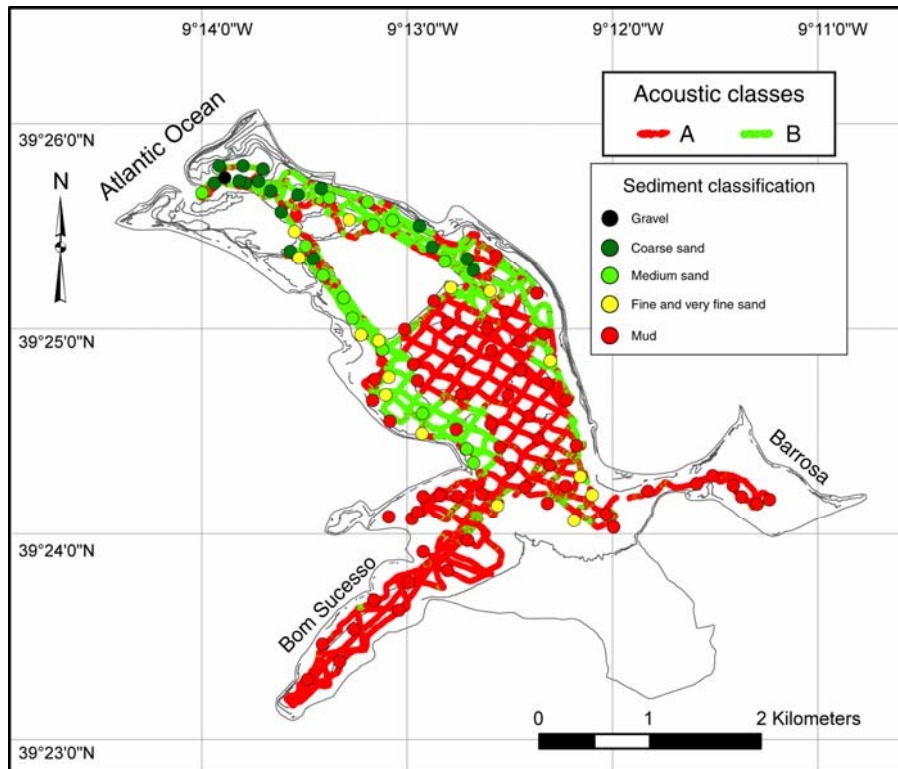 9°14'0"W
9°13'0"W
9°12'0"W
9°11'0"W
Acoustic classes
A
B
39°26'0"N
Atlantic Ocean
N
Sediment classification
Gravel
Coarse sand
Medium sand
Fine and very fine sand
Mud
39°25'0"N
Barrosa
39°24'0"N
Bom Sucesso
0
1
2 Kilometers
39°23'0"N